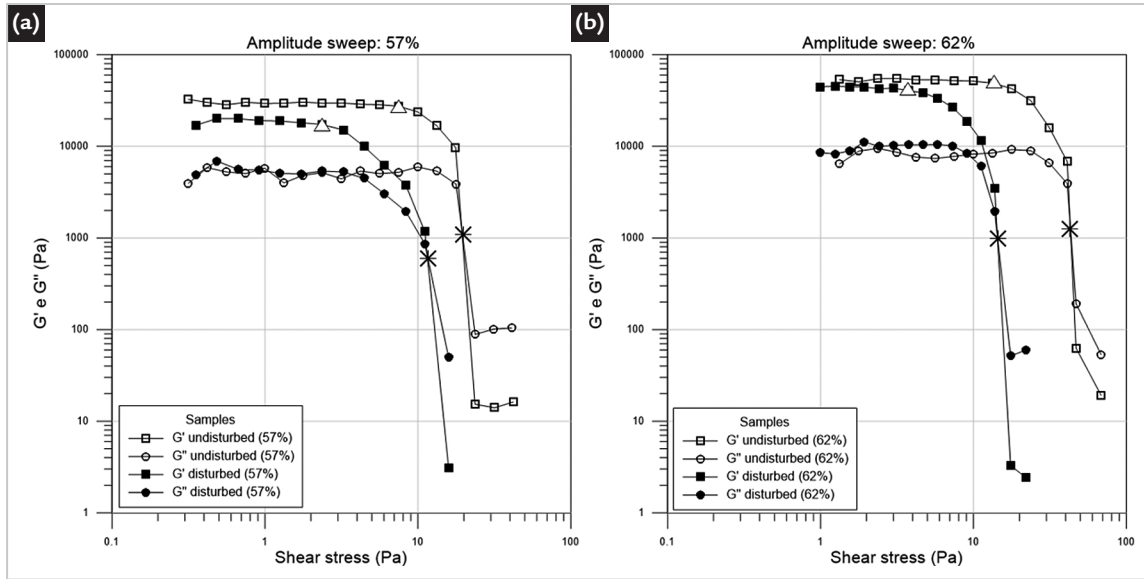 (a)
Amplitude sweep: 57%
100000
10000
1000
100
10
1
G' e G" (Pa)
0.1 1 10 100
Shear stress (Pa)
Samples
G' undisturbed (57%)
G" undisturbed (57%)
G' disturbed (57%)
G" disturbed (57%)
(b)
Amplitude sweep: 62%
100000
10000
1000
100
10
1
G' e G" (Pa)
0.1 1 10 100
Shear stress (Pa)
Samples
G' undisturbed (62%)
G" undisturbed (62%)
G' disturbed (62%)
G" disturbed (62%)